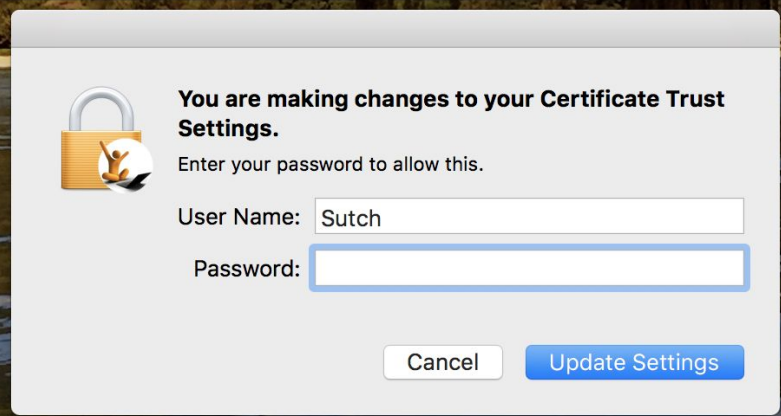 You are making changes to your Certificate Trust
Settings.
Enter your password to allow this.
User Name: Sutch
Password:
Cancel Update Settings